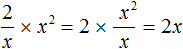 2/x × x² = 2 × x²/x = 2x